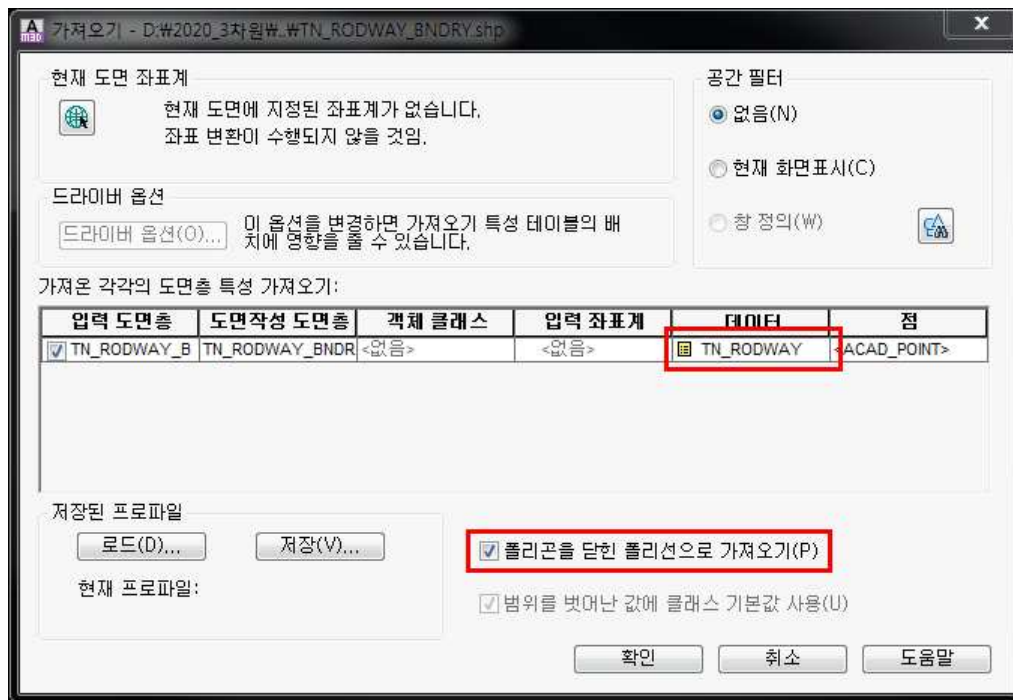 가져오기 - D:₩2020_3차원₩..₩TN_RODWAY_BNDRY.shp
현재 도면 좌표계
현재 도면에 지정된 좌표계가 없습니다.
좌표 변환이 수행되지 않을 것임.
공간 필터
없음(N)
현재 화면표시(C)
창 정의(W)
드라이버 옵션
드라이버 옵션(O)...
이 옵션을 변경하면 가져오기 특성 테이블의 배
치에 영향을 줄 수 있습니다.
가져온 각각의 도면층 특성 가져오기:
입력 도면층 도면작성 도면층 객체 클래스 입력 좌표계 데이터 점
TN_RODWAY_B TN_RODWAY_BNDR <없음> <없음> TN_RODWAY <ACAD_POINT>
저장된 프로파일
로드(D)... 저장(V)...
현재 프로파일:
폴리곤을 닫힌 폴리선으로 가져오기(P)
범위를 벗어난 값에 클래스 기본값 사용(U)
확인 취소 도움말